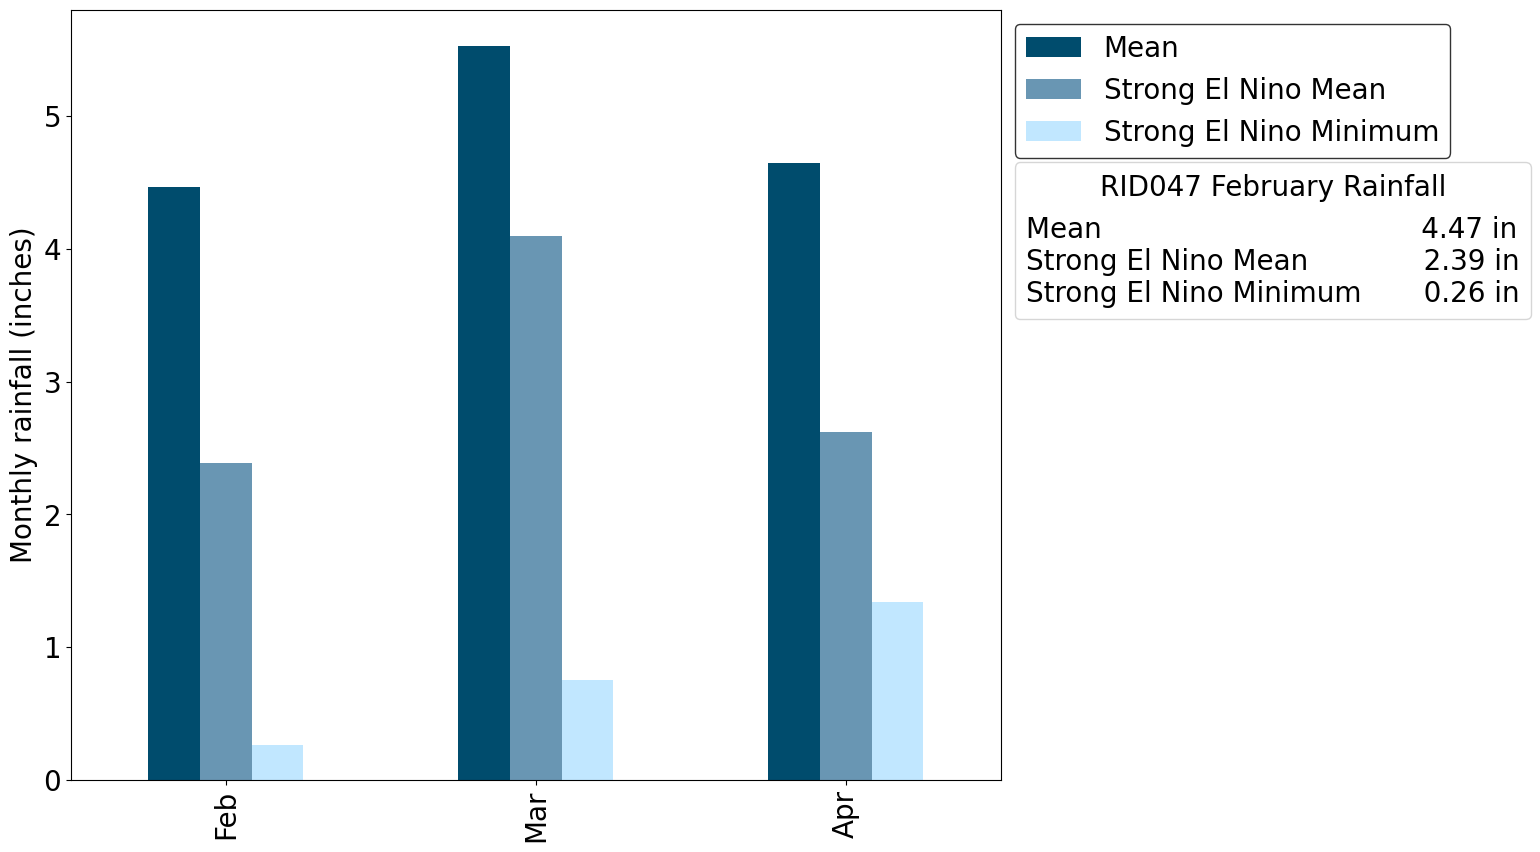 Mean
Strong El Nino Mean
Strong El Nino Minimum
RID047 February Rainfall
Mean 4.47 in
Strong El Nino Mean 2.39 in
Strong El Nino Minimum 0.26 in
Monthly rainfall (inches)
5
4
3
2
1
0
Feb
Mar
Apr